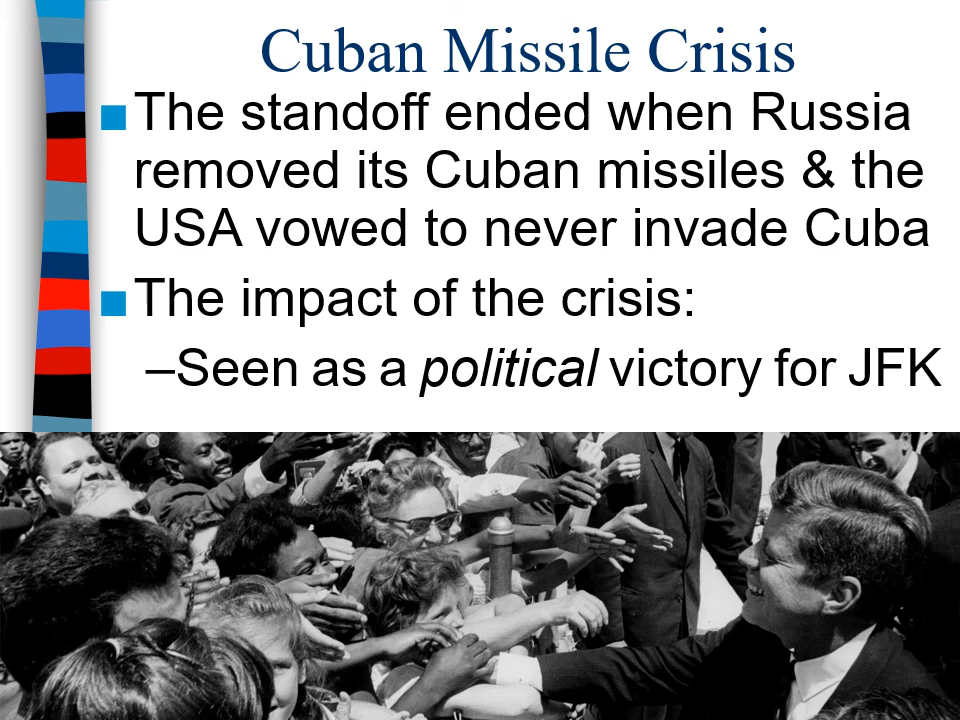 Cuban Missile Crisis
■The standoff ended when Russia
removed its Cuban missiles & the
USA vowed to never invade Cuba
■The impact of the crisis:
–Seen as a political victory for JFK